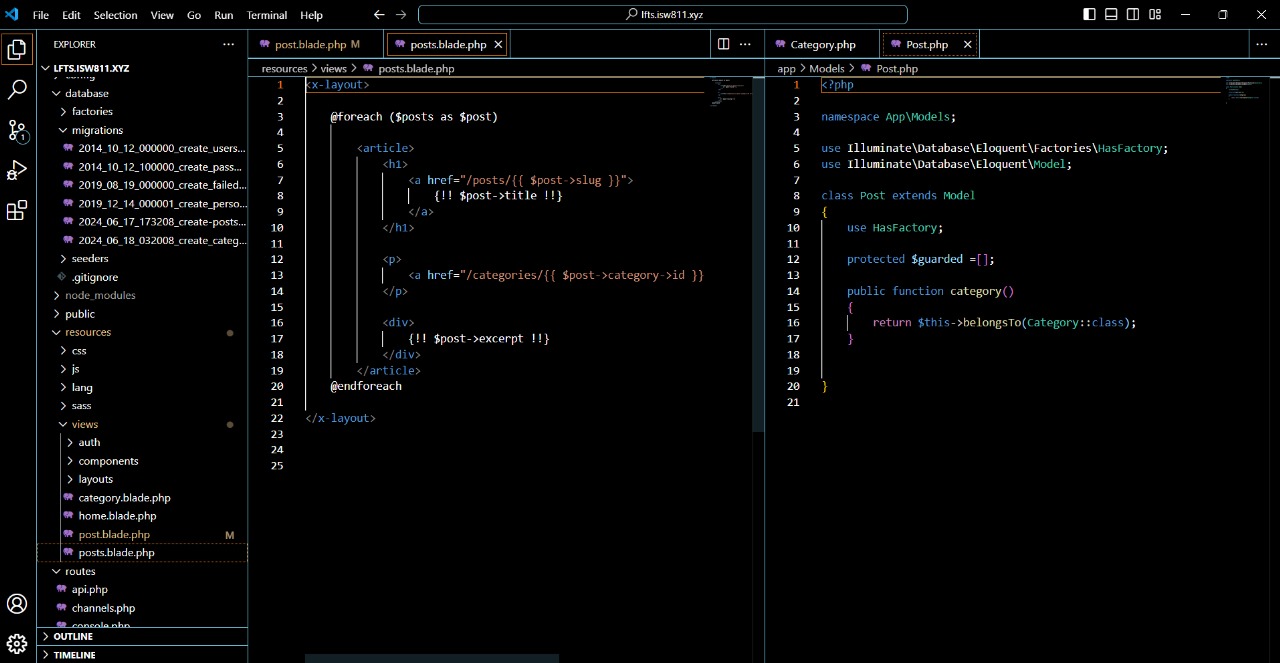 File Edit Selection View Go Run Terminal Help
lfts.isw811.xyz
EXPLORER
LFTS.ISW811.XYZ
config
database
factories
migrations
2014_10_12_000000_create_users...
2014_10_12_100000_create_pass...
2019_08_19_000000_create_failed...
2019_12_14_000001_create_perso...
2024_06_17_173208_create-posts...
2024_06_18_032008_create_categ...
seeders
.gitignore
node_modules
public
resources
css
js
lang
sass
views
auth
components
layouts
category.blade.php
home.blade.php
post.blade.php M
posts.blade.php
routes
api.php
channels.php
console.php
OUTLINE
TIMELINE
1
post.blade.php M
posts.blade.php
resources > views > posts.blade.php
1 <x-layout>
2
3 @foreach ($posts as $post)
4
5 <article>
6 <h1>
7 <a href="/posts/{{ $post->slug }}">
8 {!! $post->title !!}
9 </a>
10 </h1>
11
12 <p>
13 <a href="/categories/{{ $post->category->id }}
14 </p>
15
16 <div>
17 {!! $post->excerpt !!}
18 </div>
19 </article>
20 @endforeach
21
22 </x-layout>
23
24
25
Category.php
Post.php
app > Models > Post.php
1 <?php
2
3 namespace App\Models;
4
5 use Illuminate\Database\Eloquent\Factories\HasFactory;
6 use Illuminate\Database\Eloquent\Model;
7
8 class Post extends Model
9 {
10 use HasFactory;
11
12 protected $guarded =[];
13
14 public function category()
15 {
16 return $this->belongsTo(Category::class);
17 }
18
19
20 }
21